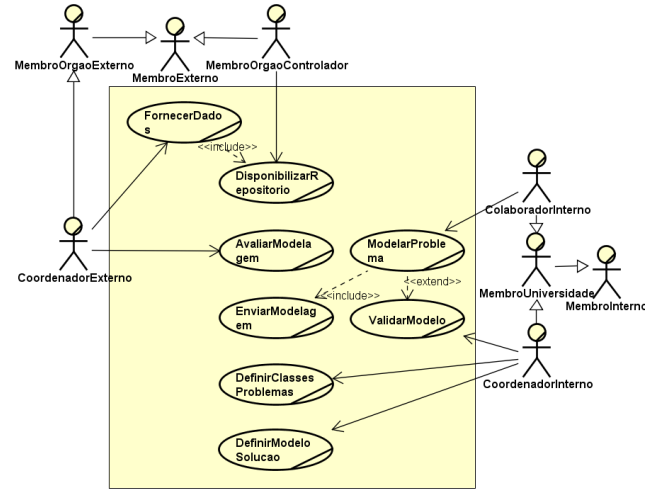 MembroOrgaoExterno
MembroExterno
MembroOrgaoControlador
FornecerDado
s
<<include>>
DisponibilizarR
epositorio
ColaboradorInterno
CoordenadorExterno
AvaliarModela
gem
ModelarProble
ma
MembroUniversidade
MembroInterno
<<extend>>
<<include>>
EnviarModelag
em
ValidarModelo
CoordenadorInterno
DefinirClasses
Problemas
DefinirModelo
Solucao